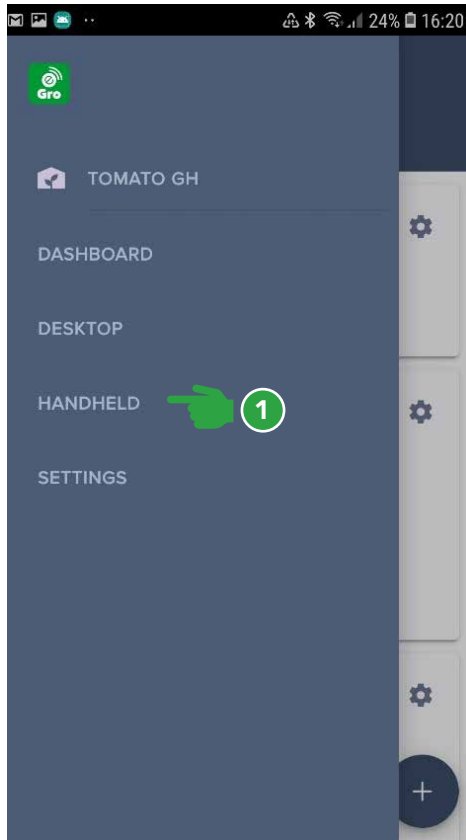 24% 16:20
Gro
TOMATO GH
DASHBOARD
DESKTOP
HANDHELD 1
SETTINGS